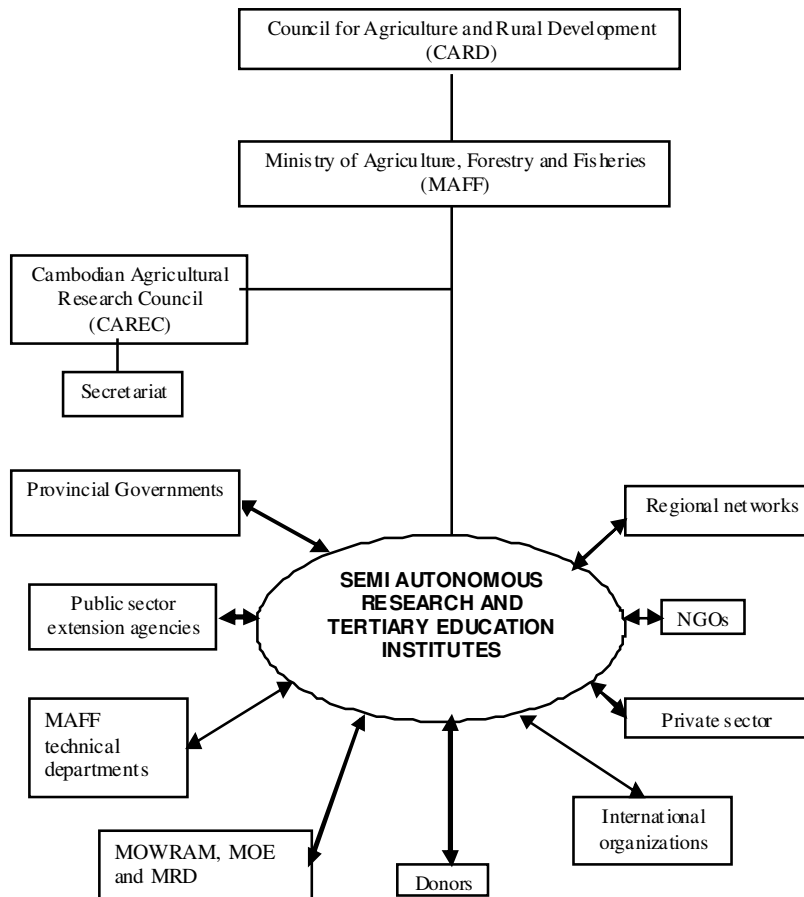 Council for Agriculture and Rural Development
(CARD)
Ministry of Agriculture, Forestry and Fisheries
(MAFF)
Cambodian Agricultural
Research Council
(CAREC)
Secretariat
Provincial Governments
Regional networks
SEMI AUTONOMOUS
RESEARCH AND
TERTIARY EDUCATION
INSTITUTES
Public sector
extension agencies
NGOs
MAFF
technical
departments
Private sector
International
organizations
MOWRAM, MOE
and MRD
Donors